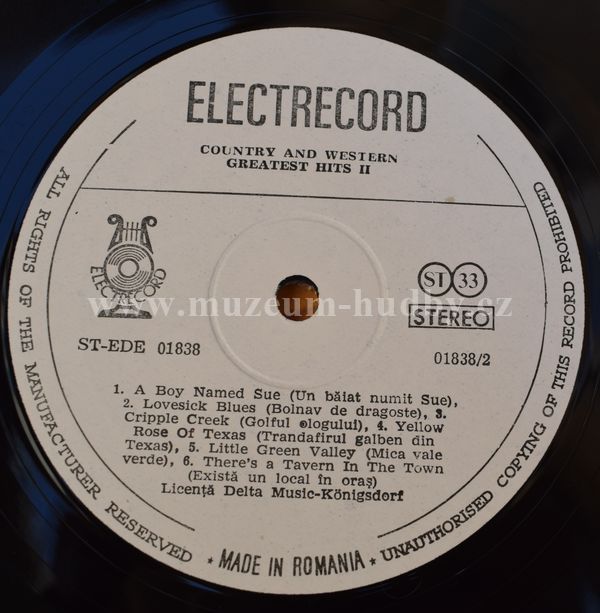 ELECTRECORD
COUNTRY AND WESTERN
GREATEST HITS II
ELECTRECORD
ST 33
STEREO
www.muzeum-hudby.cz
ST-EDE 01838
01838/2
1. A Boy Named Sue (Un băiat numit Sue),
2. Lovesick Blues (Bolnav de dragoste), 3.
Cripple Creek (Golful ologului), 4. Yellow
Rose Of Texas (Trandafirul galben din
Texas), 5. Little Green Valley (Mica vale
verde), 6. There's a Tavern In The Town
(Există un local în oraș)
Licență Delta Music-Königsdorf
ALL RIGHTS OF THE MANUFACTURER RESERVED * MADE IN ROMANIA * UNAUTHORISED COPYING OF THIS RECORD PROHIBITED